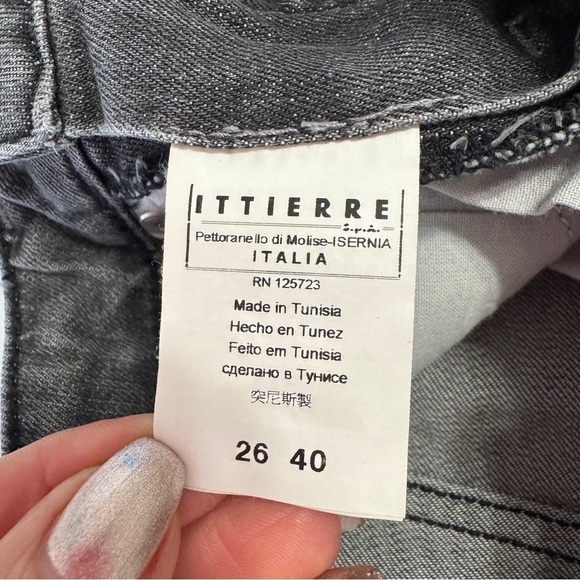 ITTIERRE
S.p.A.
Pettoranello di Molise-ISERNIA
ITALIA
RN 125723
Made in Tunisia
Hecho en Tunez
Feito em Tunisia
сделано в Тунисе
突尼斯製
26 40